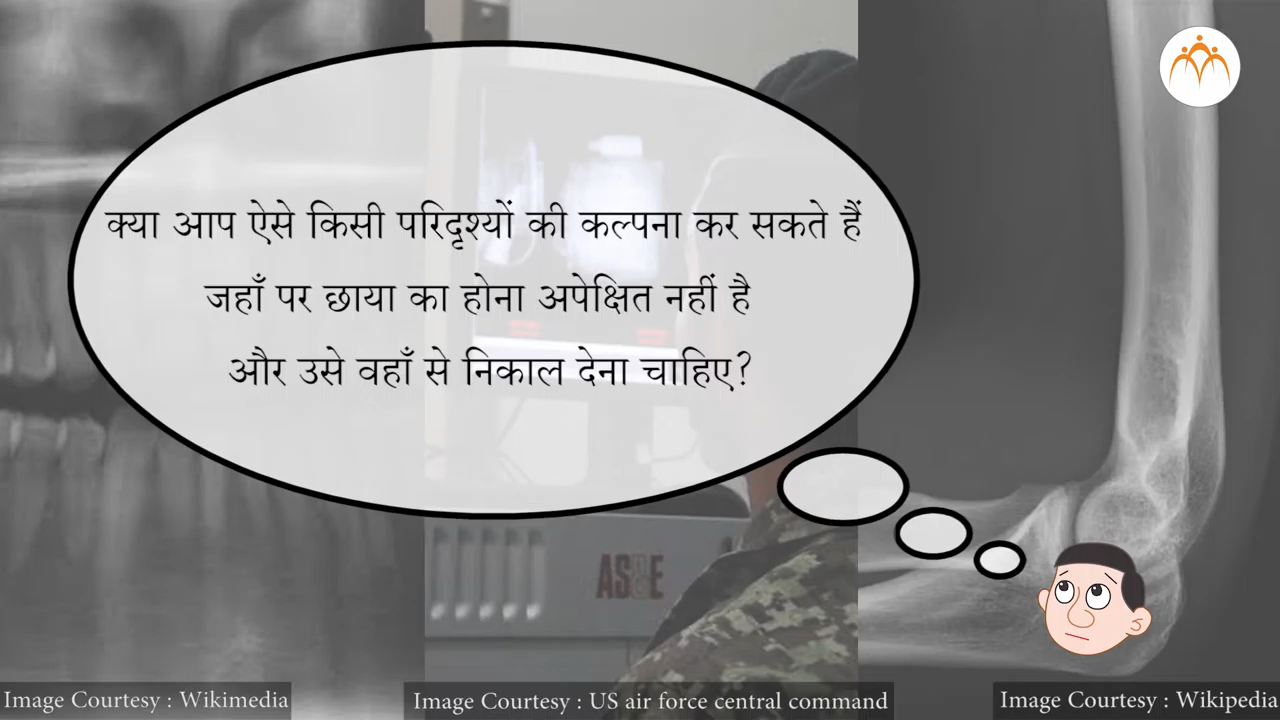 क्या आप ऐसे किसी परिदृश्यों की कल्पना कर सकते हैं
जहाँ पर छाया का होना अपेक्षित नहीं है
और उसे वहाँ से निकाल देना चाहिए?
AS&E
Image Courtesy : Wikimedia
Image Courtesy : US air force central command
Image Courtesy : Wikipedia